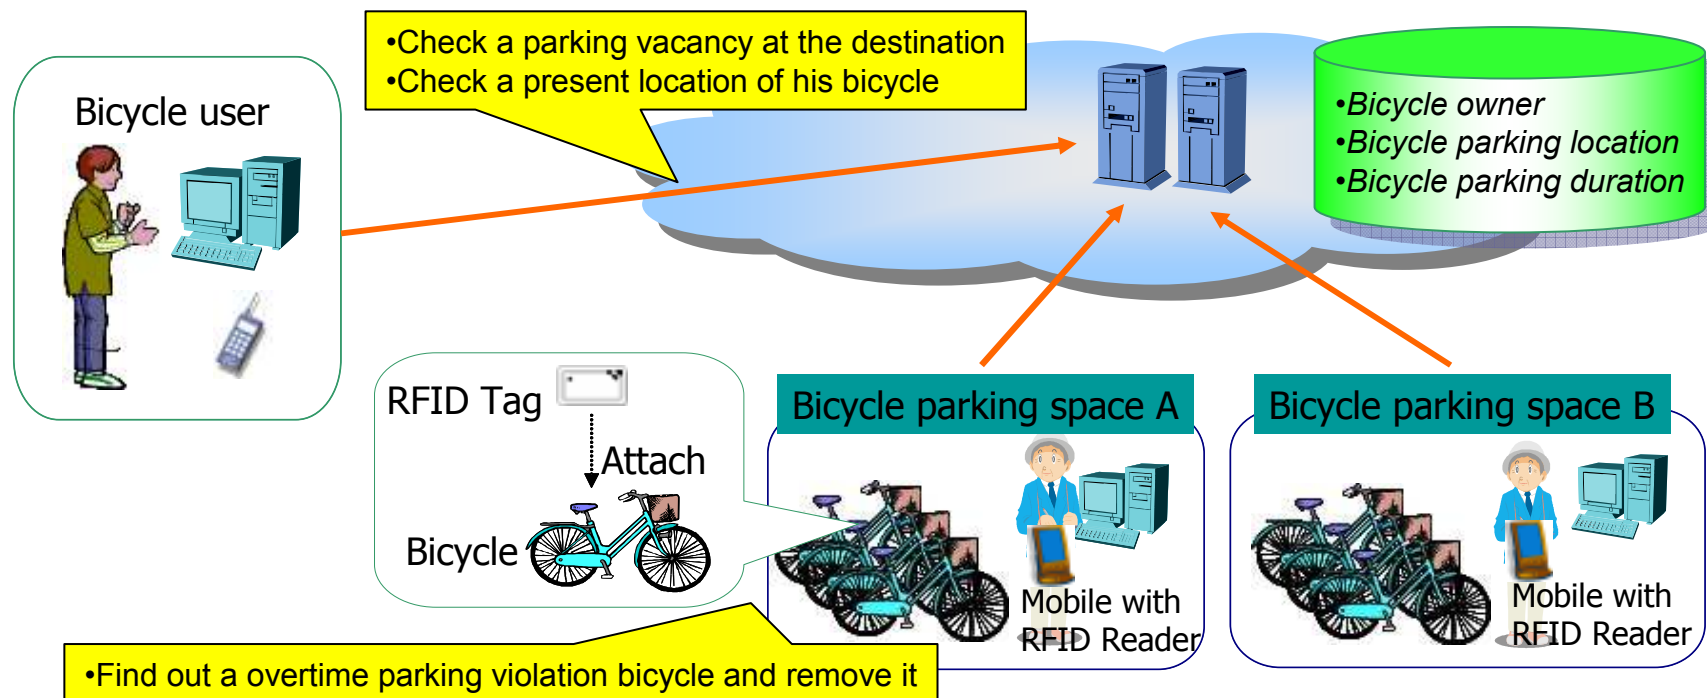 •Check a parking vacancy at the destination
•Check a present location of his bicycle
Bicycle user
•Bicycle owner
•Bicycle parking location
•Bicycle parking duration
RFID Tag
Attach
Bicycle
Bicycle parking space A
Mobile with
RFID Reader
Bicycle parking space B
Mobile with
RFID Reader
•Find out a overtime parking violation bicycle and remove it